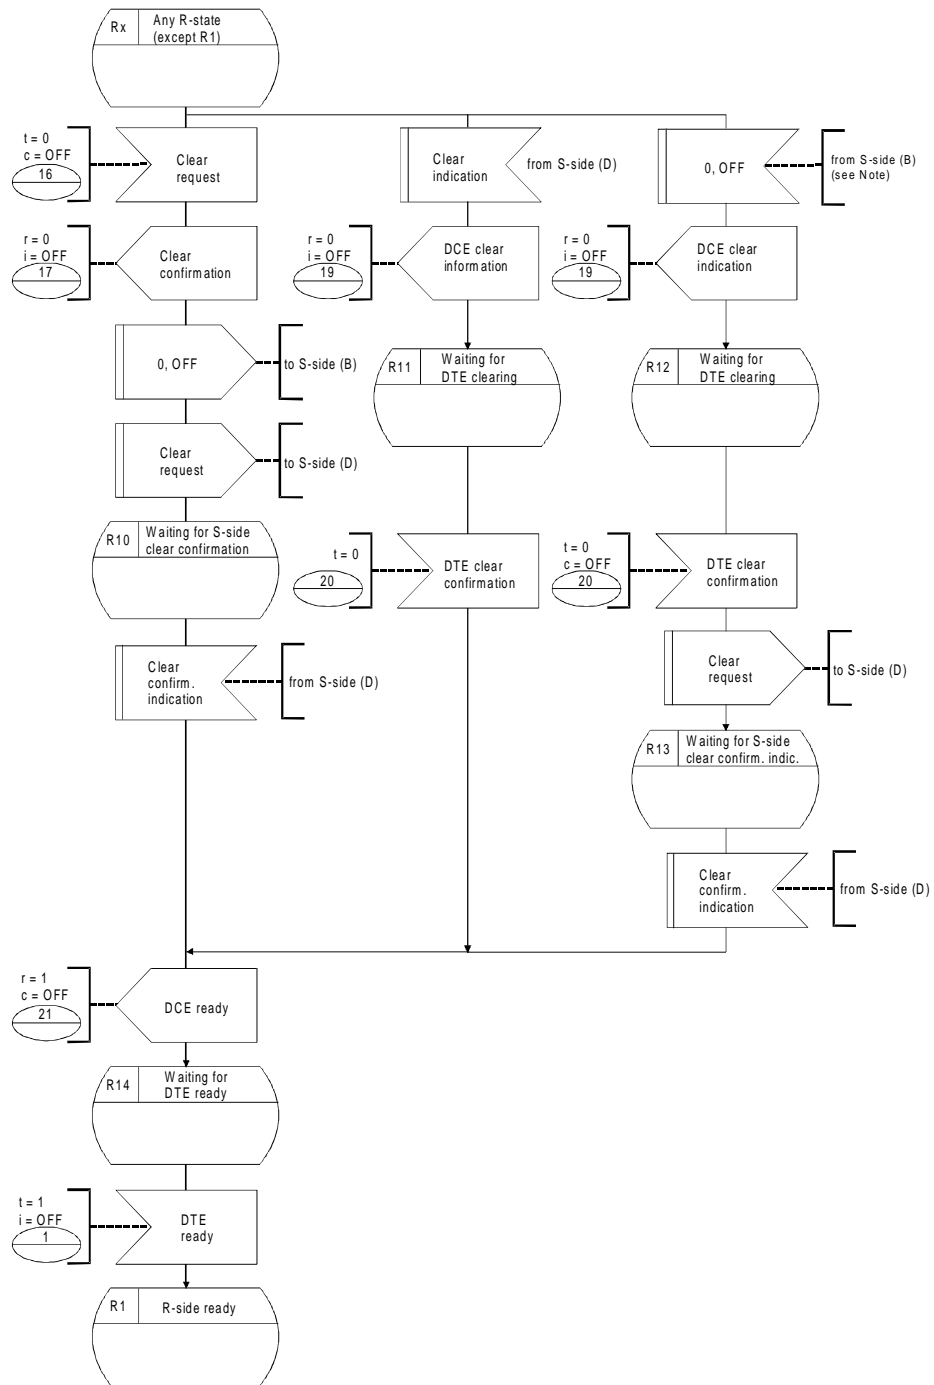 Rx
Any R-state
(except R1)
t = 0
c = OFF
16
Clear
request
Clear
indication
from S-side (D)
0, OFF
from S-side (B)
(see Note)
r = 0
i = OFF
17
Clear
confirmation
r = 0
i = OFF
19
DCE clear
information
r = 0
i = OFF
19
DCE clear
indication
0, OFF
to S-side (B)
R11
Waiting for
DTE clearing
R12
Waiting for
DTE clearing
Clear
request
to S-side (D)
R10
Waiting for S-side
clear confirmation
t = 0
20
DTE clear
confirmation
t = 0
c = OFF
20
DTE clear
confirmation
Clear
confirm.
indication
from S-side (D)
Clear
request
to S-side (D)
R13
Waiting for S-side
clear confirm. indic.
Clear
confirm.
indication
from S-side (D)
r = 1
c = OFF
21
DCE ready
R14
Waiting for
DTE ready
t = 1
i = OFF
1
DTE
ready
R1
R-side ready